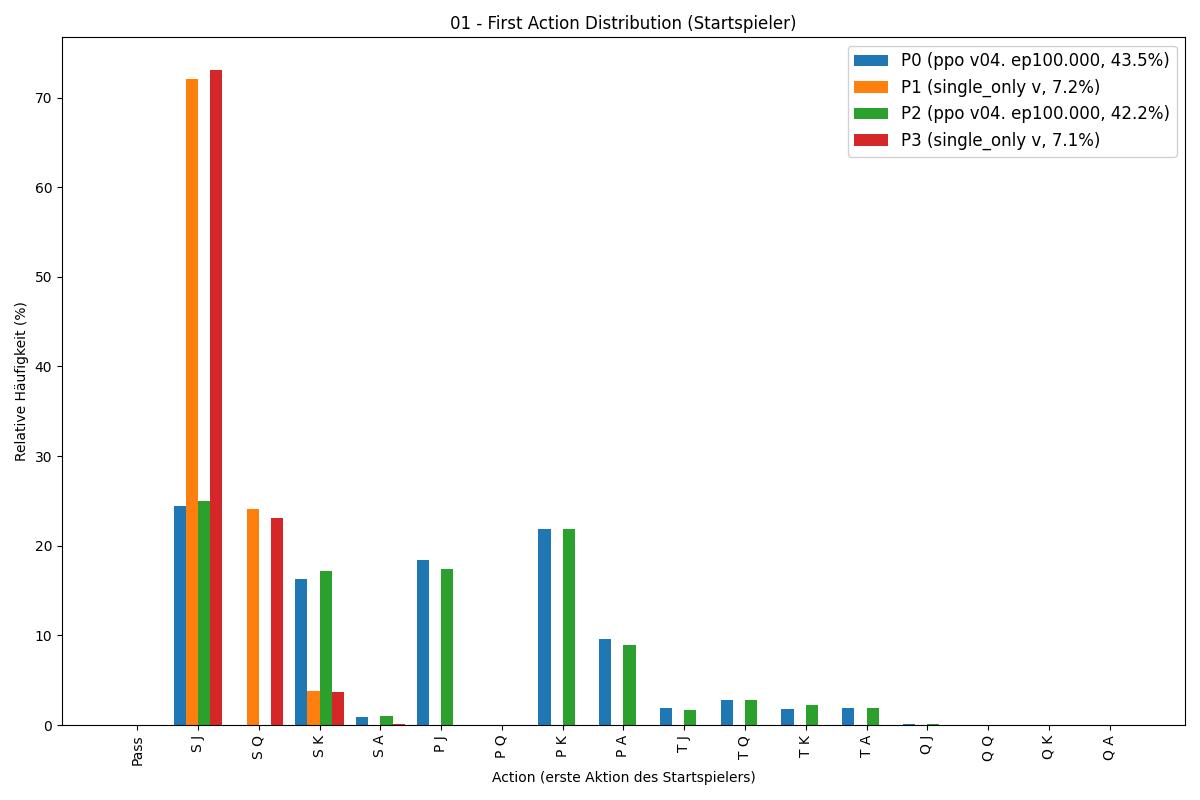 01 - First Action Distribution (Startspieler)
P0 (ppo v04. ep100.000, 43.5%)
P1 (single_only v, 7.2%)
P2 (ppo v04. ep100.000, 42.2%)
P3 (single_only v, 7.1%)
Relative Häufigkeit (%)
70
60
50
40
30
20
10
0
Pass
S J
S Q
S K
S A
P J
P Q
P K
P A
T J
T Q
T K
T A
Q J
Q Q
Q K
Q A
Action (erste Aktion des Startspielers)